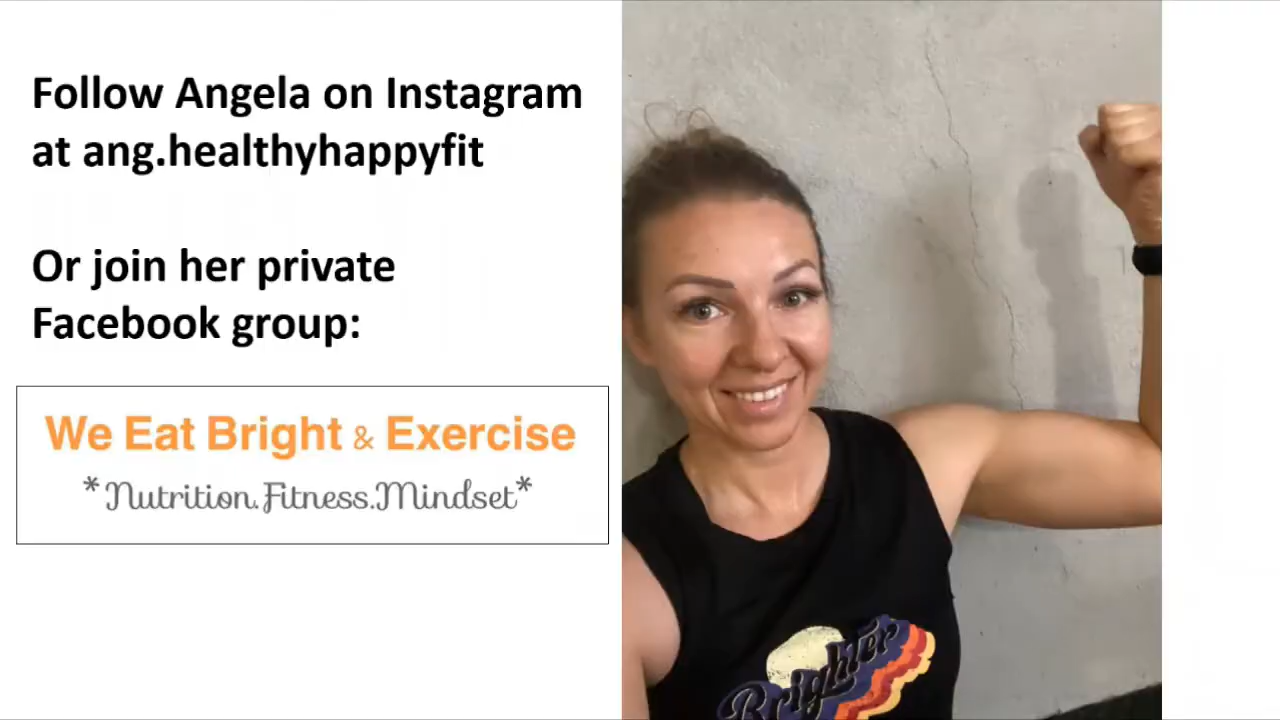 Follow Angela on Instagram
at ang.healthyhappyfit
Or join her private
Facebook group:
We Eat Bright & Exercise
*Nutrition.Fitness.Mindset*
Brighter